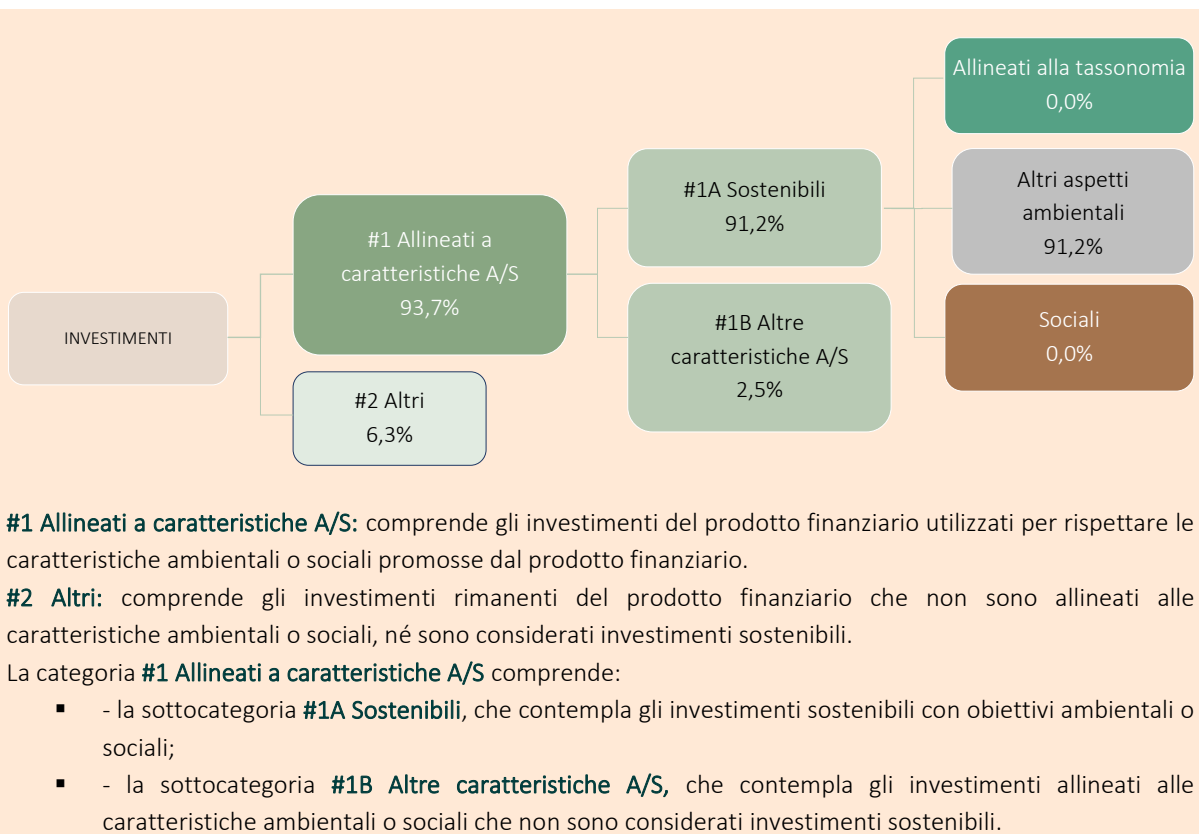 INVESTIMENTI
#1 Allineati a
caratteristiche A/S
93,7%
#2 Altri
6,3%
#1A Sostenibili
91,2%
#1B Altre
caratteristiche A/S
2,5%
Allineati alla tassonomia
0,0%
Altri aspetti
ambientali
91,2%
Sociali
0,0%
#1 Allineati a caratteristiche A/S: comprende gli investimenti del prodotto finanziario utilizzati per rispettare le
caratteristiche ambientali o sociali promosse dal prodotto finanziario.
#2 Altri: comprende gli investimenti rimanenti del prodotto finanziario che non sono allineati alle
caratteristiche ambientali o sociali, né sono considerati investimenti sostenibili.
La categoria #1 Allineati a caratteristiche A/S comprende:
▪ - la sottocategoria #1A Sostenibili, che contempla gli investimenti sostenibili con obiettivi ambientali o
sociali;
▪ - la sottocategoria #1B Altre caratteristiche A/S, che contempla gli investimenti allineati alle
caratteristiche ambientali o sociali che non sono considerati investimenti sostenibili.